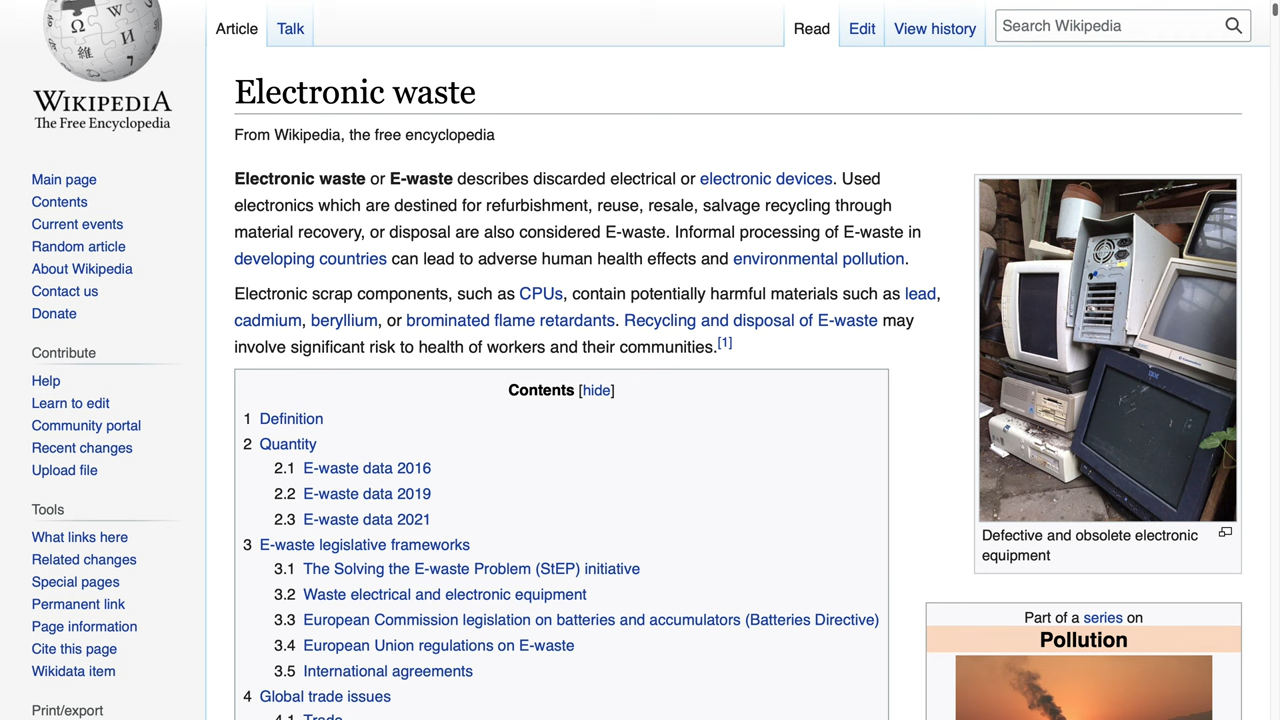 Article
Talk
Read
Edit
View history
Search Wikipedia
WIKIPEDIA
The Free Encyclopedia
Main page
Contents
Current events
Random article
About Wikipedia
Contact us
Donate
Contribute
Help
Learn to edit
Community portal
Recent changes
Upload file
Tools
What links here
Related changes
Special pages
Permanent link
Page information
Cite this page
Wikidata item
Print/export
Electronic waste
From Wikipedia, the free encyclopedia
Electronic waste or E-waste describes discarded electrical or electronic devices. Used
electronics which are destined for refurbishment, reuse, resale, salvage recycling through
material recovery, or disposal are also considered E-waste. Informal processing of E-waste in
developing countries can lead to adverse human health effects and environmental pollution.
Electronic scrap components, such as CPUs, contain potentially harmful materials such as lead,
cadmium, beryllium, or brominated flame retardants. Recycling and disposal of E-waste may
involve significant risk to health of workers and their communities.[1]
Contents [hide]
1 Definition
2 Quantity
2.1 E-waste data 2016
2.2 E-waste data 2019
2.3 E-waste data 2021
3 E-waste legislative frameworks
3.1 The Solving the E-waste Problem (StEP) initiative
3.2 Waste electrical and electronic equipment
3.3 European Commission legislation on batteries and accumulators (Batteries Directive)
3.4 European Union regulations on E-waste
3.5 International agreements
4 Global trade issues
4.1 Trade
Defective and obsolete electronic
equipment
Part of a series on
Pollution